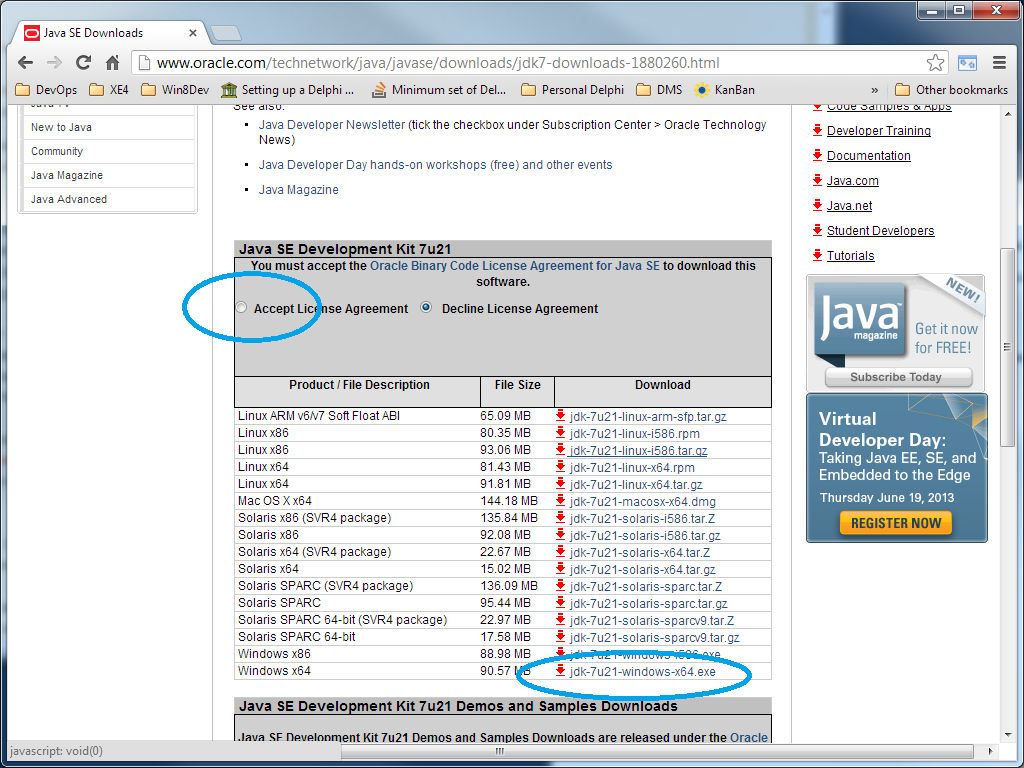 Java SE Downloads
www.oracle.com/technetwork/java/javase/downloads/jdk7-downloads-1880260.html
DevOps XE4 Win8Dev Setting up a Delphi ... Minimum set of Del... Personal Delphi DMS KanBan » Other bookmarks
Java TV
New to Java
Community
Java Magazine
Java Advanced
See also:
Java Developer Newsletter (tick the checkbox under Subscription Center > Oracle Technology
News)
Java Developer Day hands-on workshops (free) and other events
Java Magazine
Java SE Development Kit 7u21
You must accept the Oracle Binary Code License Agreement for Java SE to download this
software.
Accept License Agreement Decline License Agreement
Product / File Description File Size Download
Linux ARM v6/v7 Soft Float ABI 65.09 MB jdk-7u21-linux-arm-sfp.tar.gz
Linux x86 80.35 MB jdk-7u21-linux-i586.rpm
Linux x86 93.06 MB jdk-7u21-linux-i586.tar.gz
Linux x64 81.43 MB jdk-7u21-linux-x64.rpm
Linux x64 91.81 MB jdk-7u21-linux-x64.tar.gz
Mac OS X x64 144.18 MB jdk-7u21-macosx-x64.dmg
Solaris x86 (SVR4 package) 135.84 MB jdk-7u21-solaris-i586.tar.Z
Solaris x86 92.08 MB jdk-7u21-solaris-i586.tar.gz
Solaris x64 (SVR4 package) 22.67 MB jdk-7u21-solaris-x64.tar.Z
Solaris x64 15.02 MB jdk-7u21-solaris-x64.tar.gz
Solaris SPARC (SVR4 package) 136.09 MB jdk-7u21-solaris-sparc.tar.Z
Solaris SPARC 95.44 MB jdk-7u21-solaris-sparc.tar.gz
Solaris SPARC 64-bit (SVR4 package) 22.97 MB jdk-7u21-solaris-sparcv9.tar.Z
Solaris SPARC 64-bit 17.58 MB jdk-7u21-solaris-sparcv9.tar.gz
Windows x86 88.98 MB jdk-7u21-windows-i586.exe
Windows x64 90.57 MB jdk-7u21-windows-x64.exe
Java SE Development Kit 7u21 Demos and Samples Downloads
Java SE Development Kit 7u21 Demos and Samples Downloads are released under the Oracle
Code Samples & Apps
Developer Training
Documentation
Java.com
Java.net
Student Developers
Tutorials
NEW!
Java™
magazine
Get it now
for FREE!
Subscribe Today
Virtual
Developer Day:
Taking Java EE, SE, and
Embedded to the Edge
Thursday June 19, 2013
REGISTER NOW
javascript: void(0)